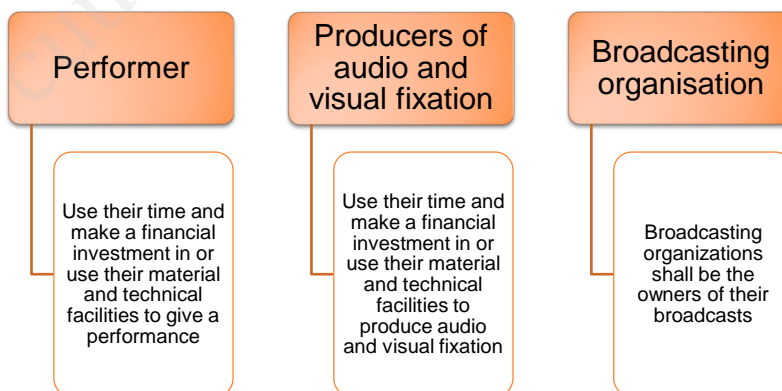 Performer
Use their time and
make a financial
investment in or
use their material
and technical
facilities to give a
performance
Producers of
audio and
visual fixation
Use their time and
make a financial
investment in or
use their material
and technical
facilities to
produce audio
and visual fixation
Broadcasting
organisation
Broadcasting
organizations
shall be the
owners of their
broadcasts